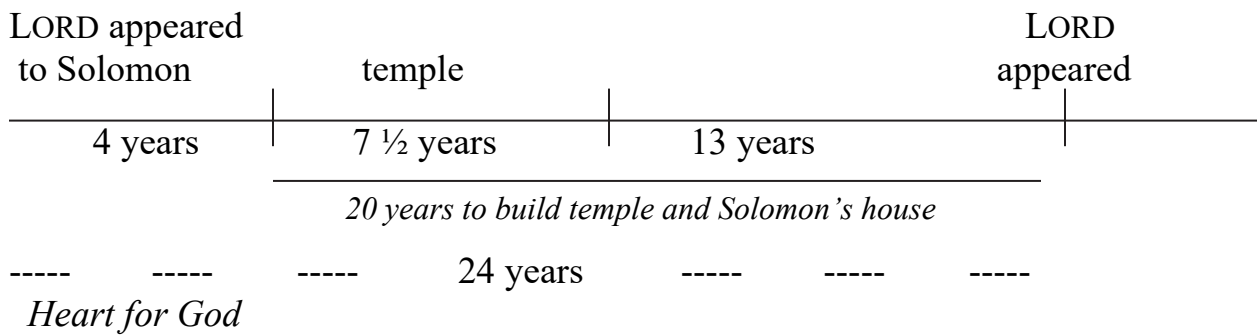 LORD appeared LORD
to Solomon temple appeared
4 years 7 ½ years 13 years
20 years to build temple and Solomon’s house
----- ----- ----- 24 years ----- ----- -----
Heart for God